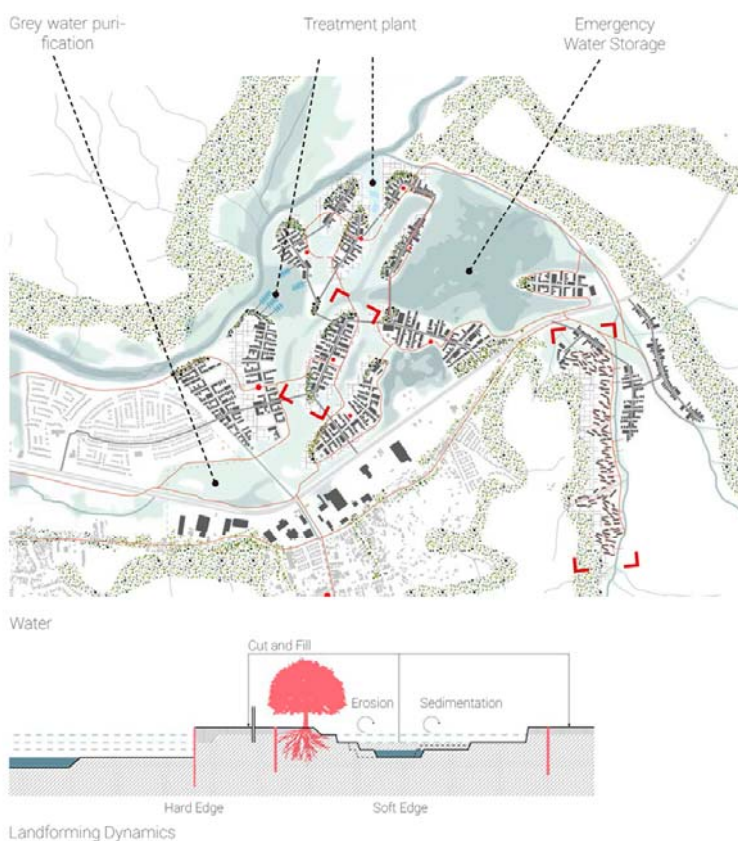 Grey water puri-
fication
Treatment plant
Emergency
Water Storage
Water
Cut and Fill
Erosion
Sedimentation
Hard Edge
Soft Edge
Landforming Dynamics